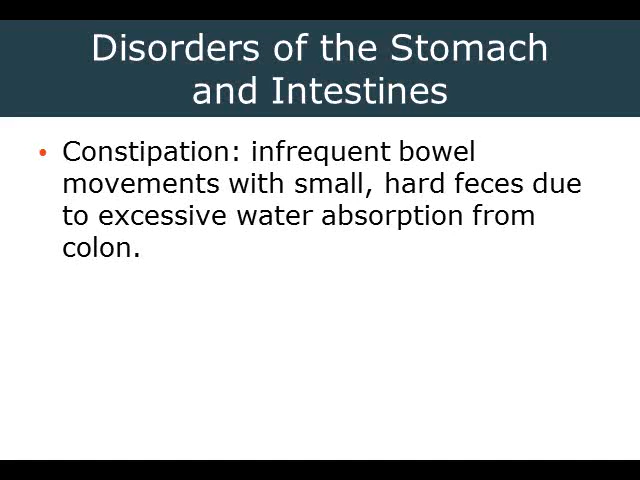 Disorders of the Stomach
and Intestines
• Constipation: infrequent bowel
movements with small, hard feces due
to excessive water absorption from
colon.